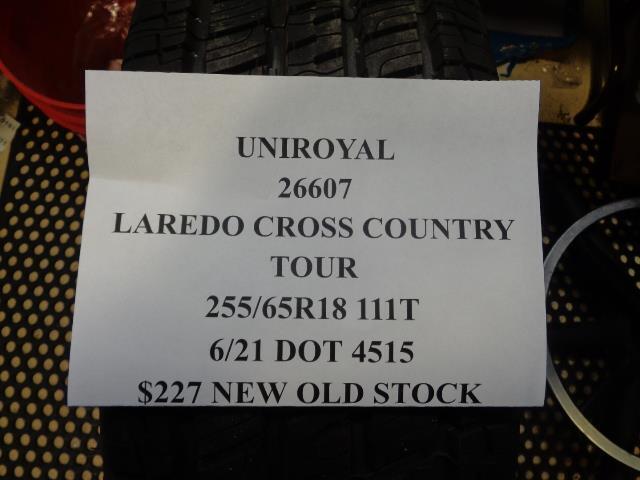 UNIROYAL
26607
LAREDO CROSS COUNTRY
TOUR
255/65R18 111T
6/21 DOT 4515
$227 NEW OLD STOCK